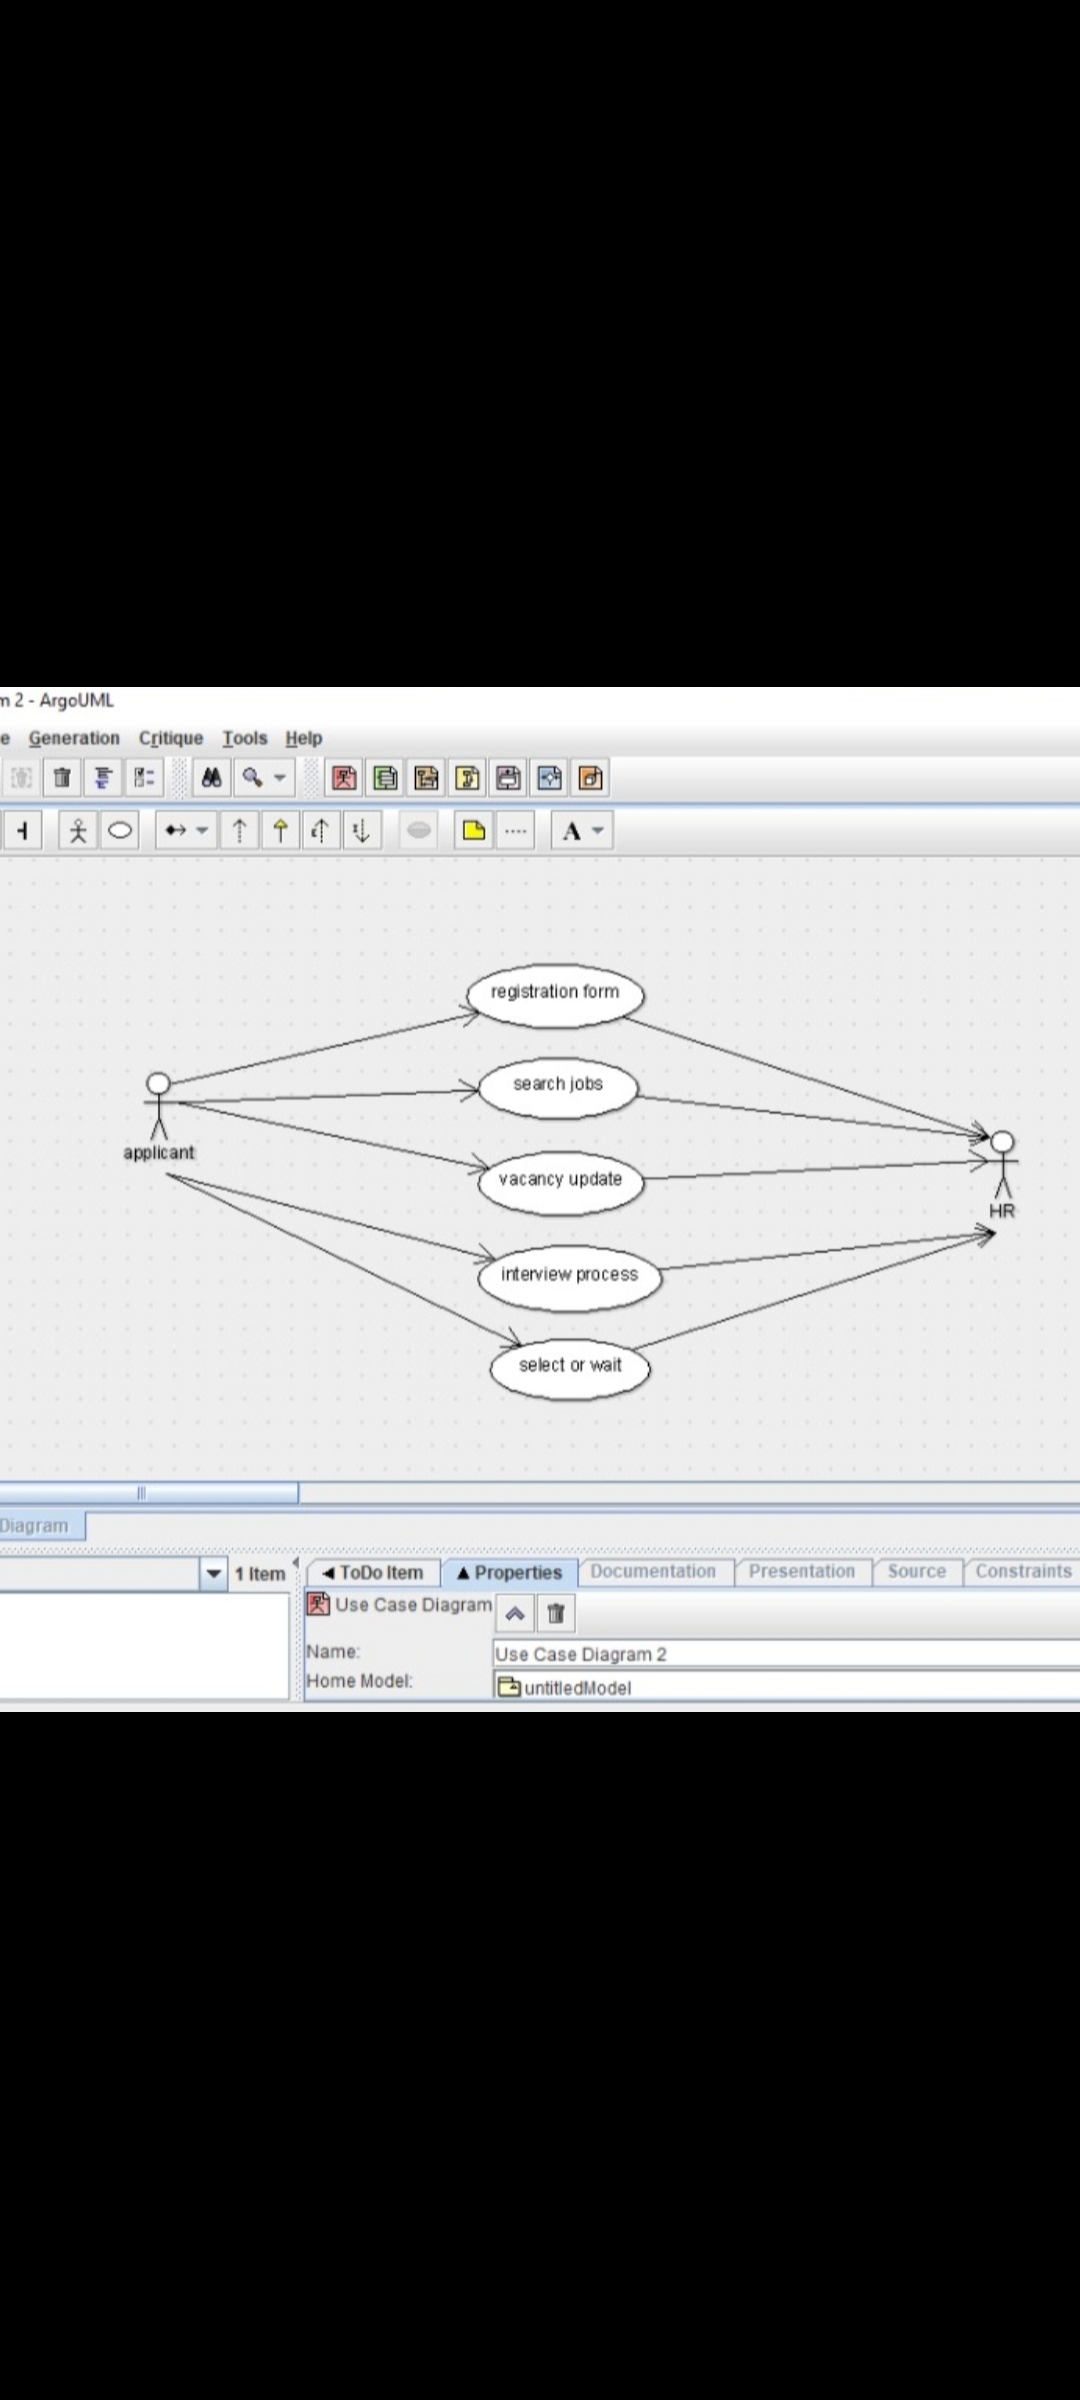 m 2 - ArgoUML
e Generation Critique Tools Help
A
registration form
search jobs
applicant
vacancy update
HR
interview process
select or wait
Diagram
1 Item ToDo Item Properties Documentation Presentation Source Constraints
Use Case Diagram
Name: Use Case Diagram 2
Home Model: untitledModel